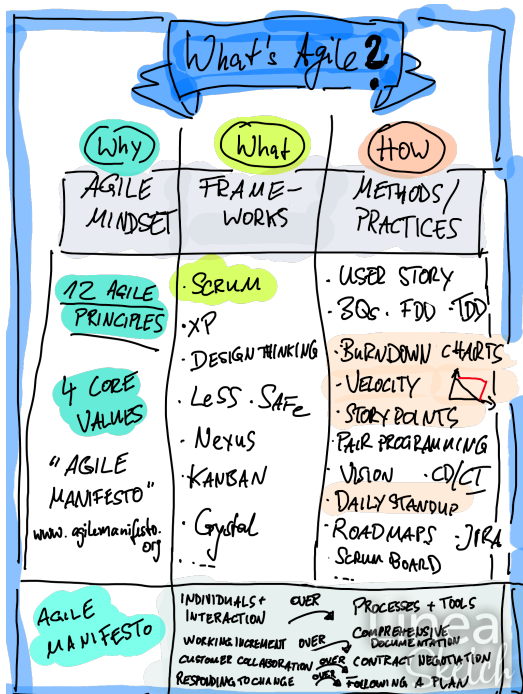 What's Agile?
Why
What
HOW
AGILE
MINDSET
FRAME-
WORKS
METHODS/
PRACTICES
12 AGILE
PRINCIPLES
4 CORE
VALUES
"AGILE
MANIFESTO"
www.agilemanifesto.
org
· SCRUM
· XP
· DESIGN THINKING
· LeSS · SAFe
· Nexus
· KANBAN
· Crystal
· ...
· USER STORY
· 3Qs · FDD · TDD
· BURNDOWN CHARTS
· VELOCITY
· STORYPOINTS
· PAIR PROGRAMMING
· VISION · CD/CI
· DAILY STANDUP
· ROADMAPS · JIRA
· SCRUM BOARD
· ...
AGILE
MANIFESTO
INDIVIDUALS + INTERACTION OVER PROCESSES + TOOLS
WORKING INCREMENT OVER COMPREHENSIVE DOCUMENTATION
CUSTOMER COLLABORATION OVER CONTRACT NEGOTIATION
RESPONDING TO CHANGE OVER FOLLOWING A PLAN